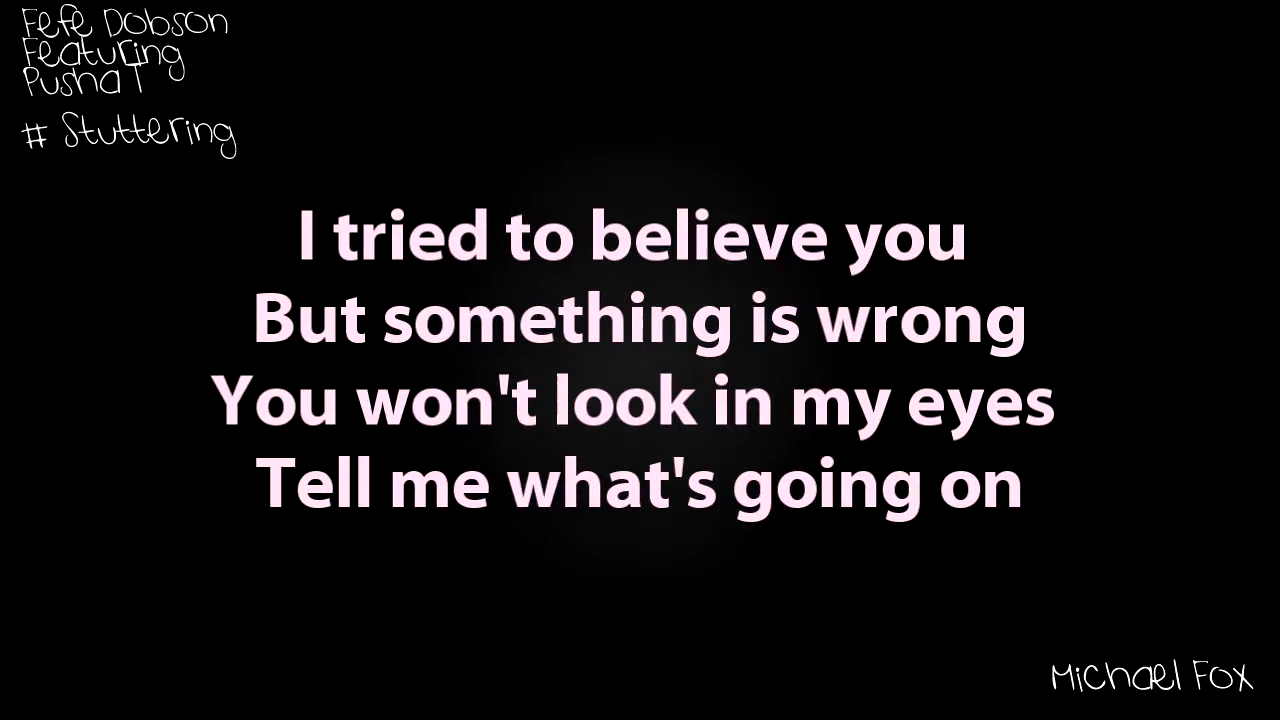 Fefe Dobson
Featuring
Pusha T
# Stuttering
I tried to believe you
But something is wrong
You won't look in my eyes
Tell me what's going on
Michael Fox